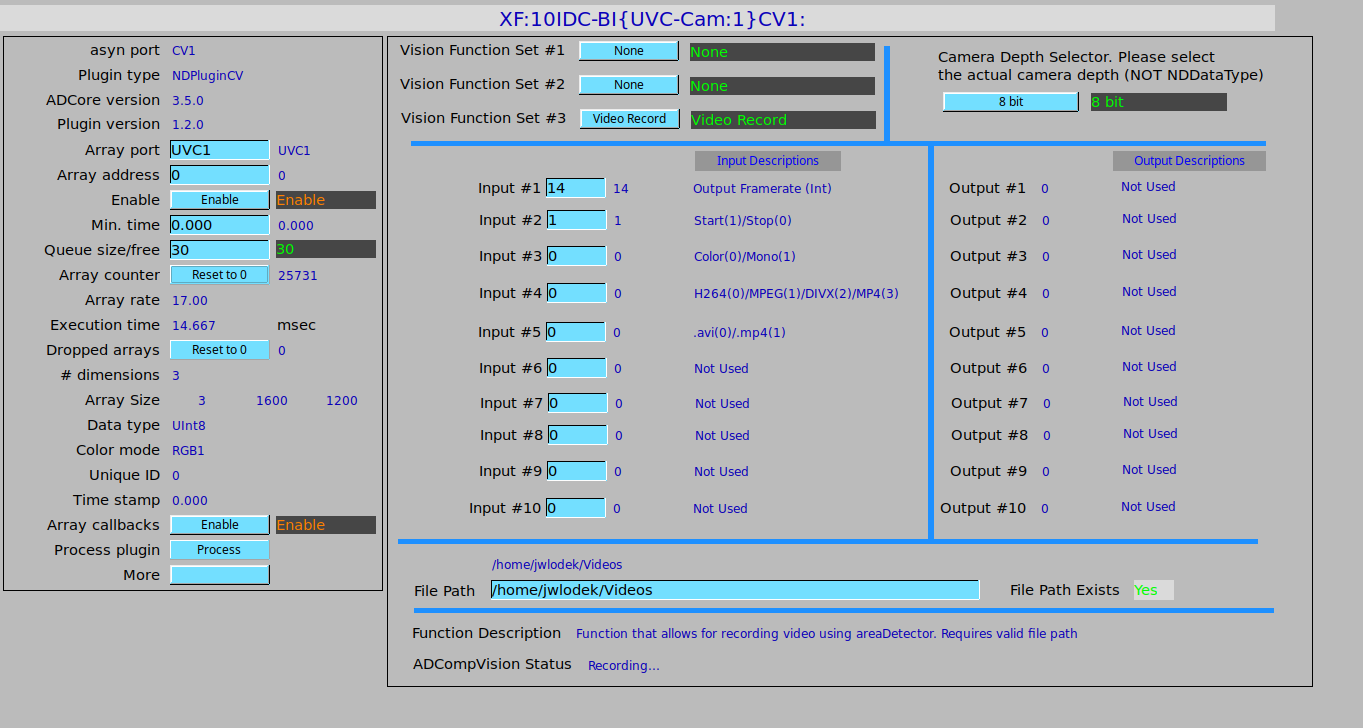 XF:10IDC-BI{UVC-Cam:1}CV1:
asyn port CV1
Plugin type NDPluginCV
ADCore version 3.5.0
Plugin version 1.2.0
Array port UVC1 UVC1
Array address 0 0
Enable Enable Enable
Min. time 0.000 0.000
Queue size/free 30 30
Array counter Reset to 0 25731
Array rate 17.00
Execution time 14.667 msec
Dropped arrays Reset to 0 0
# dimensions 3
Array Size 3 1600 1200
Data type UInt8
Color mode RGB1
Unique ID 0
Time stamp 0.000
Array callbacks Enable Enable
Process plugin Process
More
Vision Function Set #1 None None
Vision Function Set #2 None None
Vision Function Set #3 Video Record Video Record
Camera Depth Selector. Please select
the actual camera depth (NOT NDDataType)
8 bit 8 bit
Input Descriptions
Input #1 14 14 Output Framerate (Int)
Input #2 1 1 Start(1)/Stop(0)
Input #3 0 0 Color(0)/Mono(1)
Input #4 0 0 H264(0)/MPEG(1)/DIVX(2)/MP4(3)
Input #5 0 0 .avi(0)/.mp4(1)
Input #6 0 0 Not Used
Input #7 0 0 Not Used
Input #8 0 0 Not Used
Input #9 0 0 Not Used
Input #10 0 0 Not Used
Output Descriptions
Output #1 0 Not Used
Output #2 0 Not Used
Output #3 0 Not Used
Output #4 0 Not Used
Output #5 0 Not Used
Output #6 0 Not Used
Output #7 0 Not Used
Output #8 0 Not Used
Output #9 0 Not Used
Output #10 0 Not Used
/home/jwlodek/Videos
File Path /home/jwlodek/Videos File Path Exists Yes
Function Description Function that allows for recording video using areaDetector. Requires valid file path
ADCompVision Status Recording...